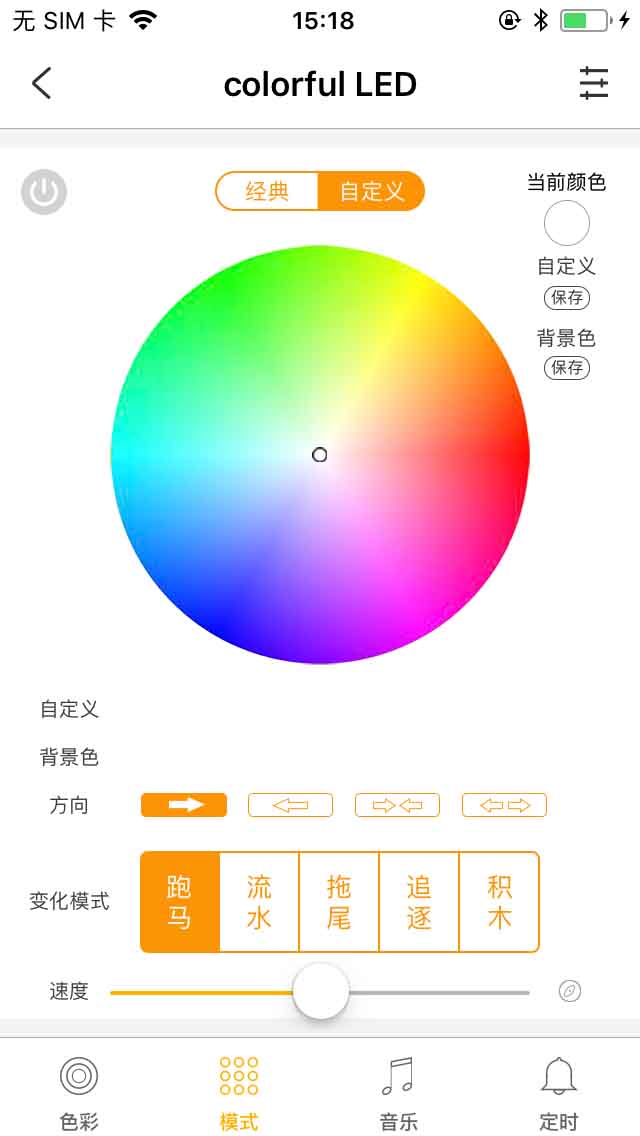 无 SIM 卡
15:18
colorful LED
经典
自定义
当前颜色
自定义
保存
背景色
保存
自定义
背景色
方向
变化模式
跑马
流水
拖尾
追逐
积木
速度
色彩
模式
音乐
定时